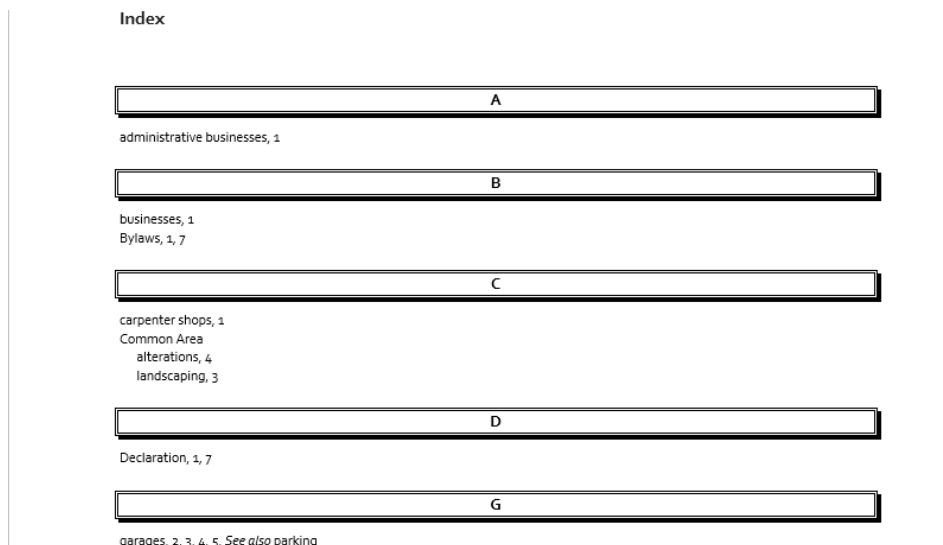 Index
A
administrative businesses, 1
B
businesses, 1
Bylaws, 1, 7
C
carpenter shops, 1
Common Area
alterations, 4
landscaping, 3
D
Declaration, 1, 7
G
garages, 2, 3, 4, 5. See also parking